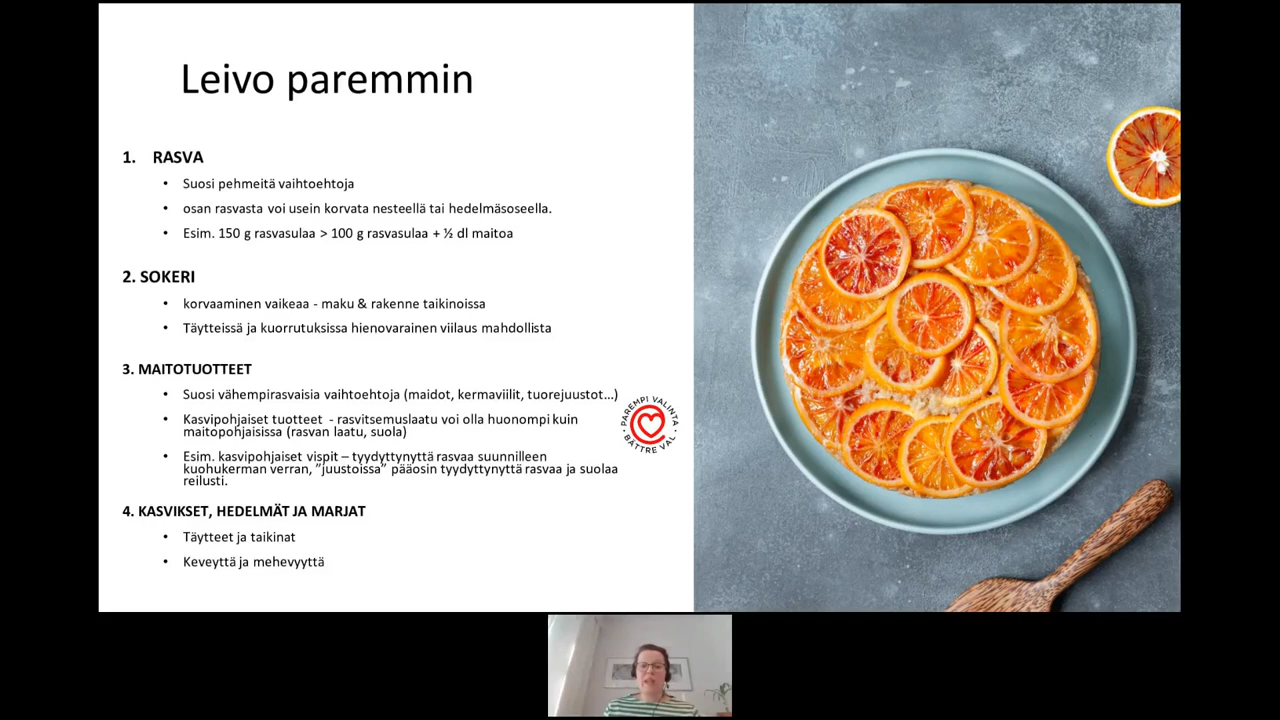 Leivo paremmin
1. RASVA
• Suosi pehmeitä vaihtoehtoja
• osan rasvasta voi usein korvata nesteellä tai hedelmäsoseella.
• Esim. 150 g rasvasulaa > 100 g rasvasulaa + ½ dl maitoa
2. SOKERI
• korvaaminen vaikeaa - maku & rakenne taikinoissa
• Täytteissä ja kuorrutuksissa hienovarainen viilaus mahdollista
3. MAITOTUOTTEET
• Suosi vähempirasvaisia vaihtoehtoja (maidot, kermaviilit, tuorejuustot...)
• Kasvipohjaiset tuotteet - rasvitsemuslaatu voi olla huonompi kuin
maitopohjaisissa (rasvan laatu, suola)
• Esim. kasvipohjaiset vispit – tyydyttynyttä rasvaa suunnilleen
kuohukerman verran, ”juustoissa” pääosin tyydyttynyttä rasvaa ja suolaa
reilusti.
PAREMPI VALINTA
BÄTTRE VAL
4. KASVIKSET, HEDELMÄT JA MARJAT
• Täytteet ja taikinat
• Keveyttä ja mehevyyttä